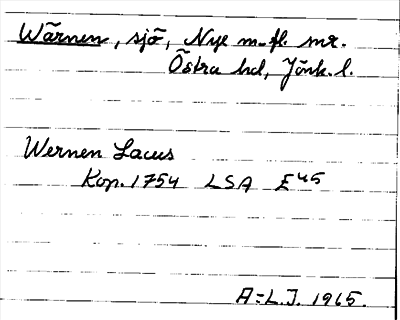 Wärnen, sjö, Nye m. fl. snr.
Östra hd, Jönk. l.
Wernen Lacus
Kop. 1754 LSA E45
A=L.J. 1965.